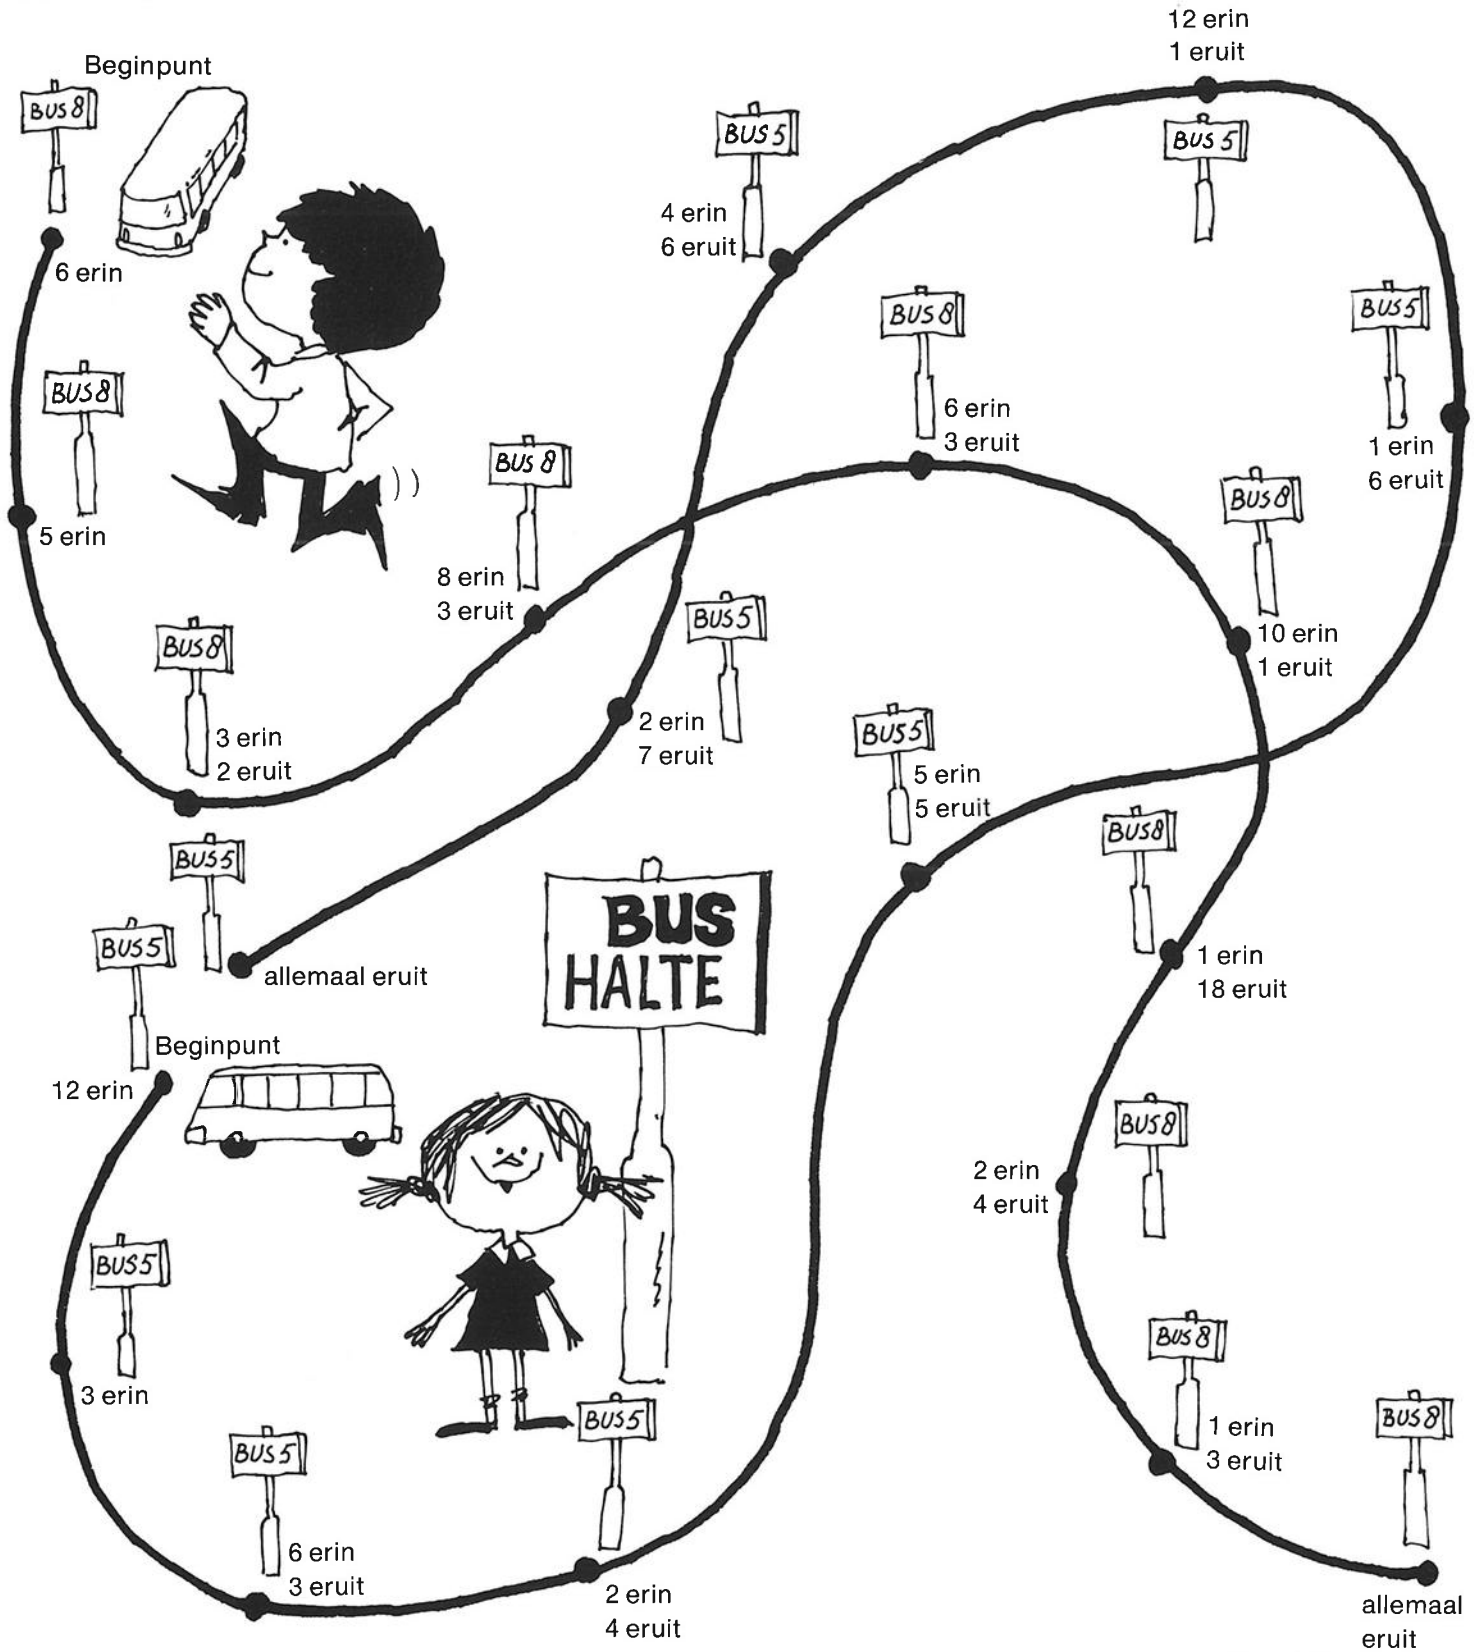 12 erin
1 eruit
Beginpunt
BUS 8
BUS 5
BUS 5
4 erin
6 eruit
6 erin
BUS 8
BUS 5
BUS 8
6 erin
3 eruit
1 erin
6 eruit
BUS 8
BUS 8
5 erin
8 erin
3 eruit
BUS 5
10 erin
1 eruit
BUS 8
3 erin
2 eruit
2 erin
7 eruit
BUS 5
5 erin
5 eruit
BUS 8
BUS 5
allemaal eruit
BUS
HALTE
BUS 5
1 erin
18 eruit
Beginpunt
12 erin
BUS 8
2 erin
4 eruit
BUS 5
3 erin
BUS 8
1 erin
3 eruit
BUS 5
BUS 8
BUS 5
6 erin
3 eruit
2 erin
4 eruit
allemaal
eruit